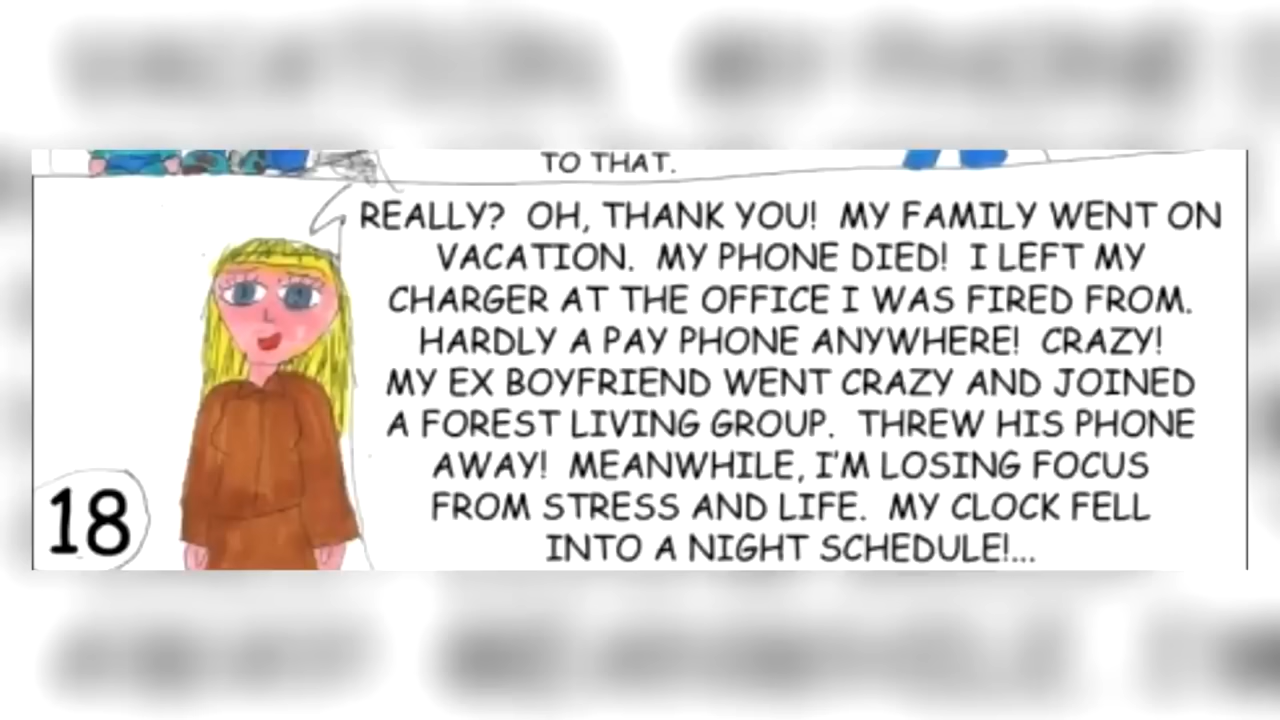 TO THAT.
REALLY?  OH, THANK YOU!  MY FAMILY WENT ON
VACATION.  MY PHONE DIED!  I LEFT MY
CHARGER AT THE OFFICE I WAS FIRED FROM.
HARDLY A PAY PHONE ANYWHERE!  CRAZY!
MY EX BOYFRIEND WENT CRAZY AND JOINED
A FOREST LIVING GROUP.  THREW HIS PHONE
AWAY!  MEANWHILE, I'M LOSING FOCUS
FROM STRESS AND LIFE.  MY CLOCK FELL
INTO A NIGHT SCHEDULE!...
18